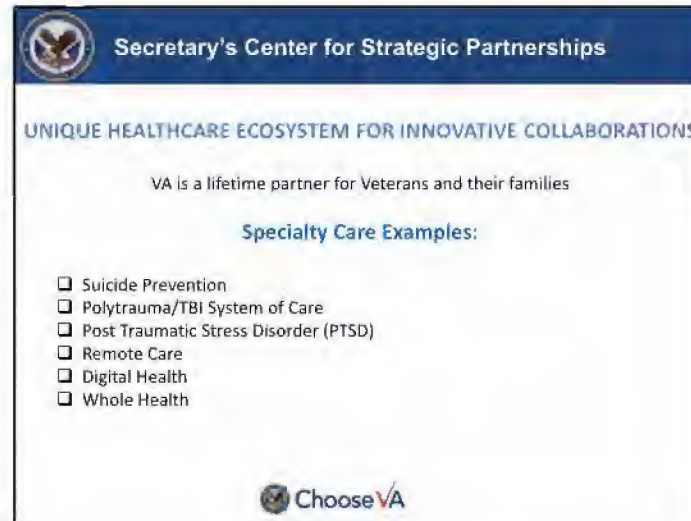 Secretary's Center for Strategic Partnerships
UNIQUE HEALTHCARE ECOSYSTEM FOR INNOVATIVE COLLABORATIONS
VA is a lifetime partner for Veterans and their families
Specialty Care Examples:
❑ Suicide Prevention
❑ Polytrauma/TBI System of Care
❑ Post Traumatic Stress Disorder (PTSD)
❑ Remote Care
❑ Digital Health
❑ Whole Health
Choose VA